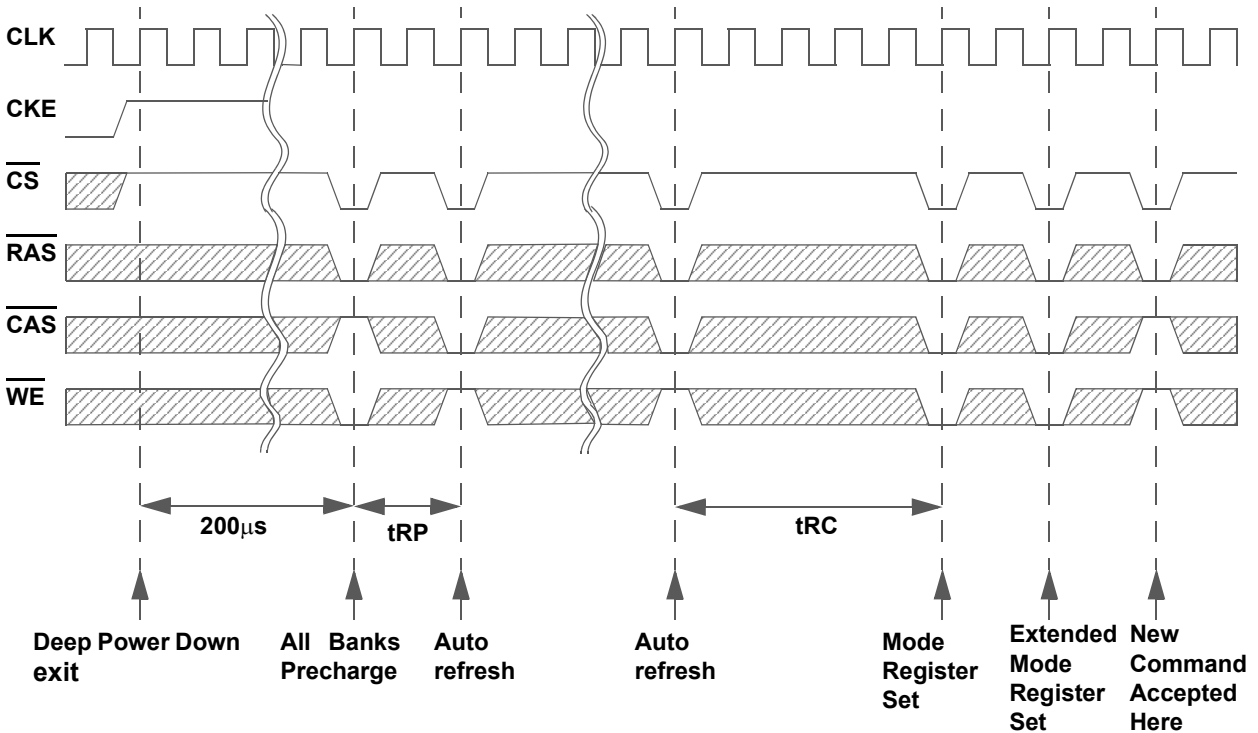 CLK
CKE
CS
RAS
CAS
WE
200μs
tRP
tRC
Deep Power Down
exit
All Banks
Precharge
Auto
refresh
Auto
refresh
Mode
Register
Set
Extended
Mode
Register
Set
New
Command
Accepted
Here